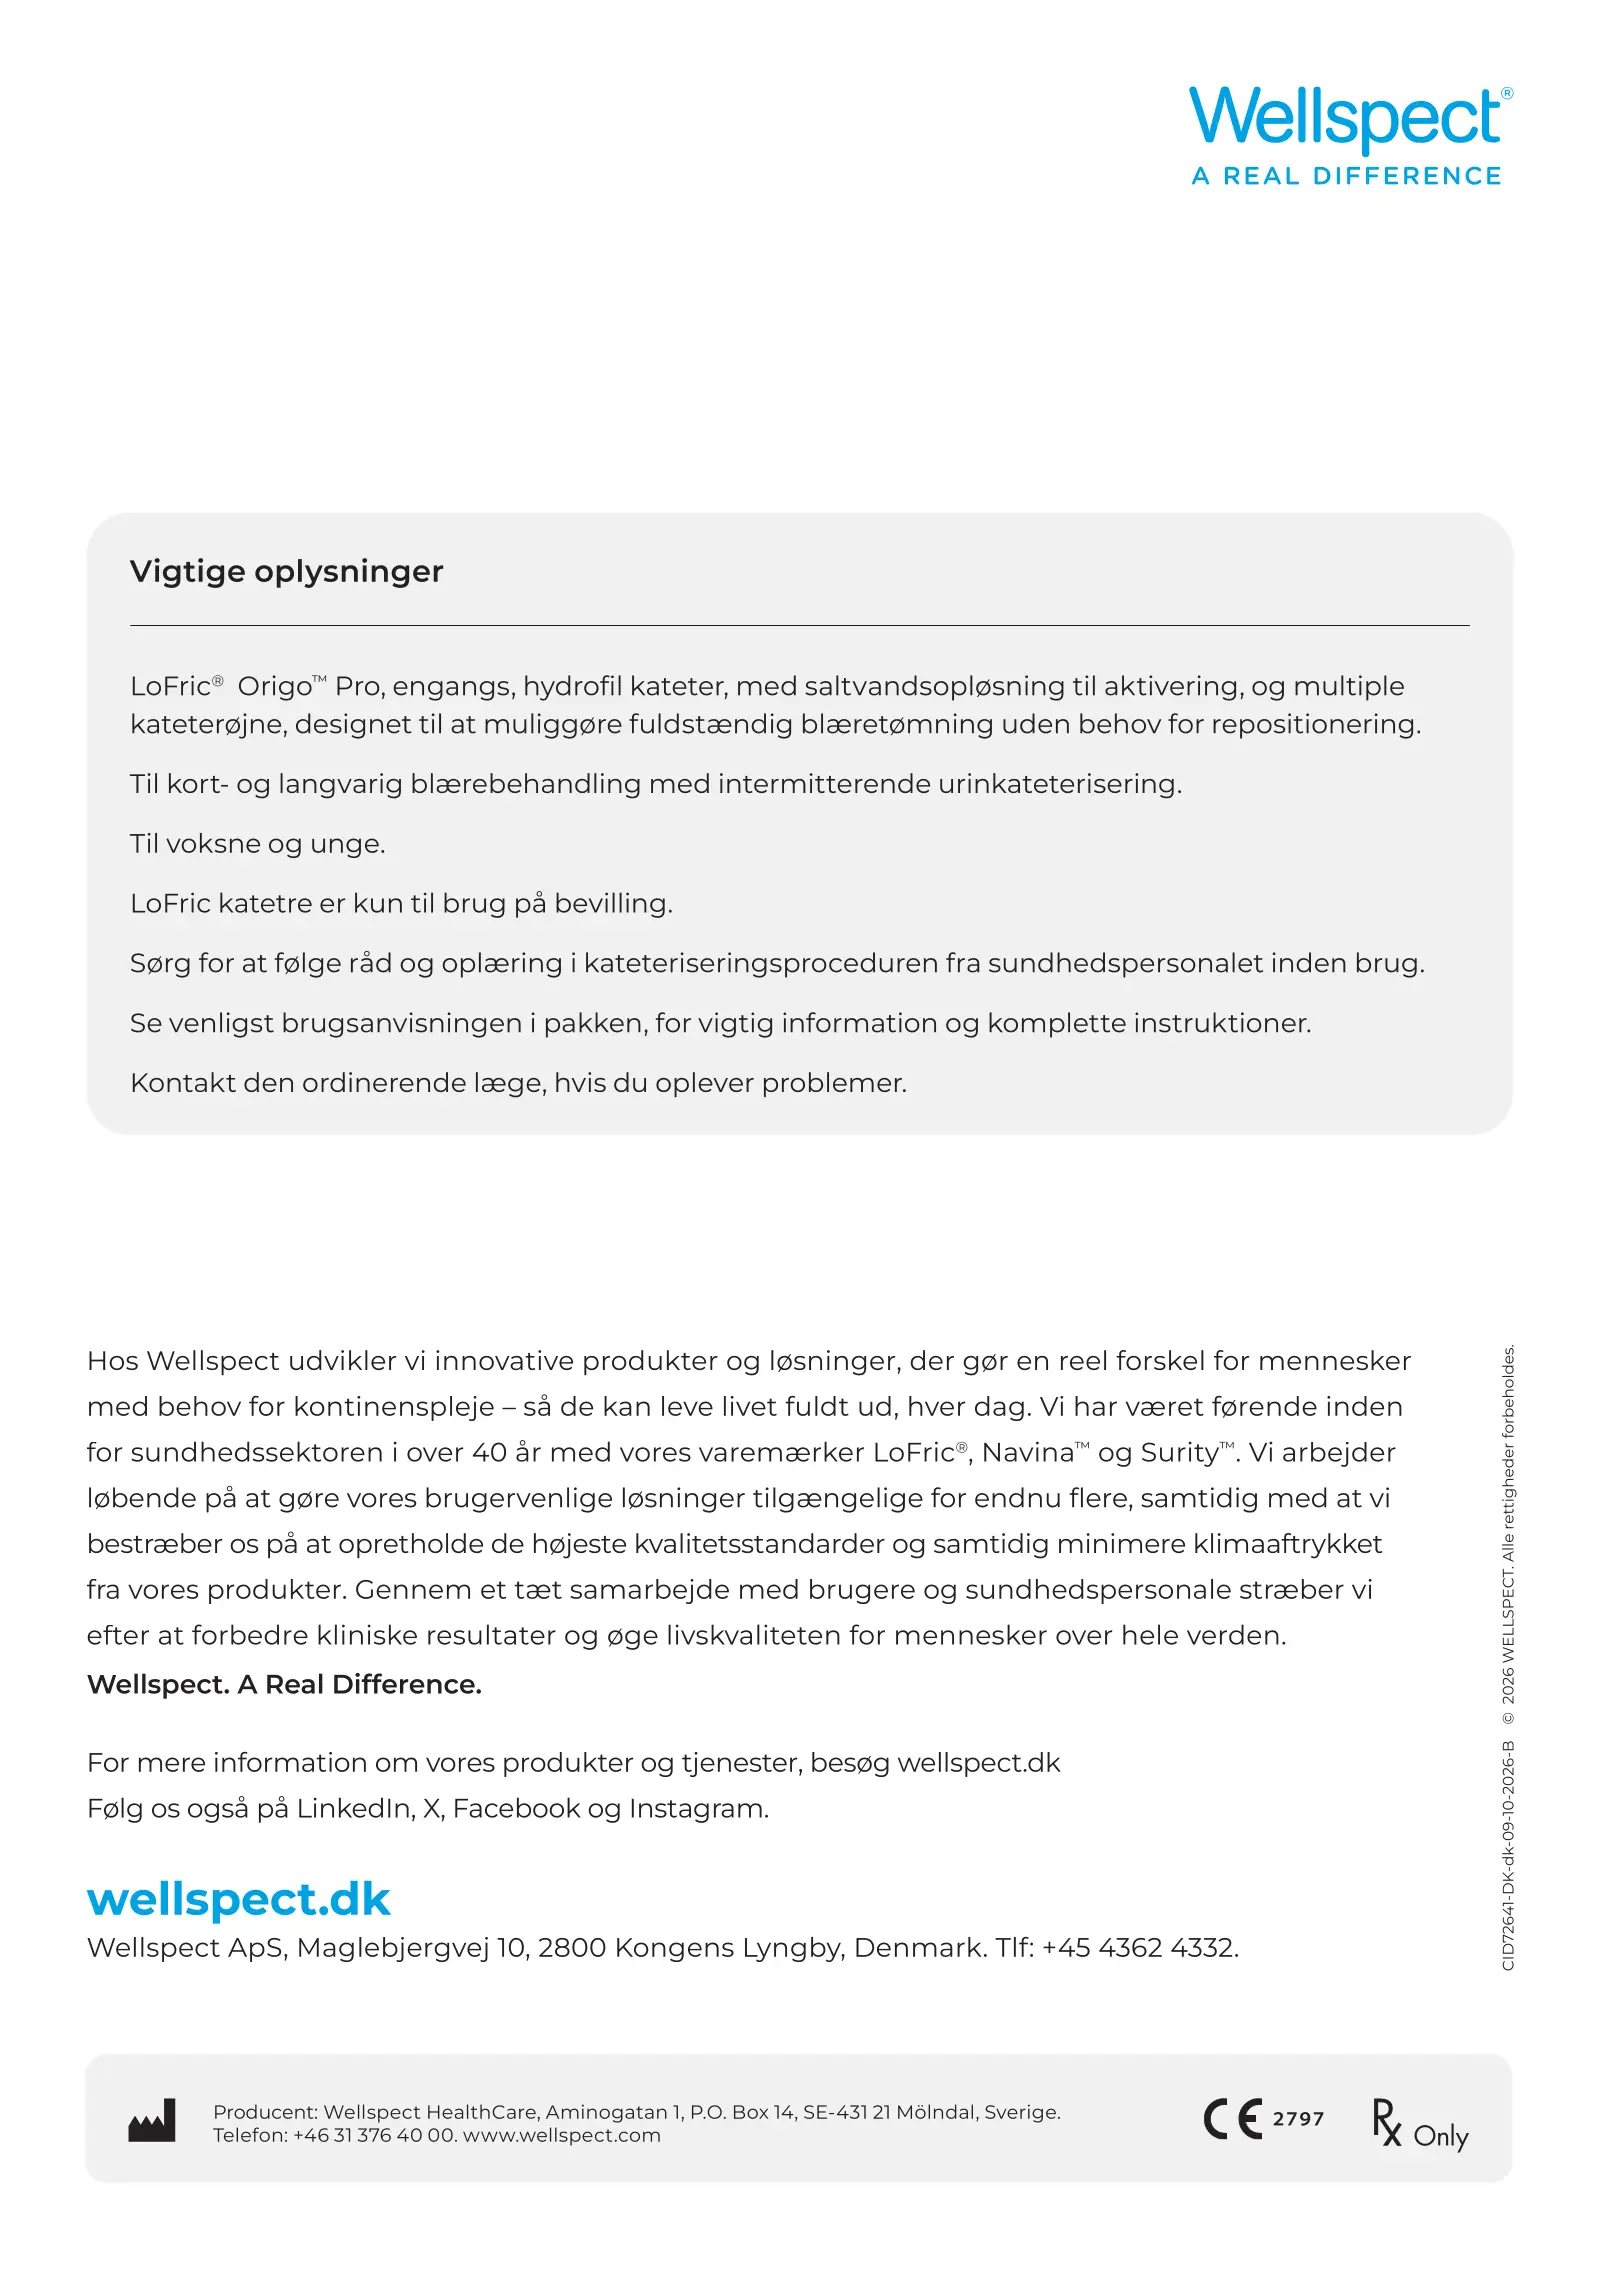 Wellspect®
A REAL DIFFERENCE
Vigtige oplysninger
LoFric® Origo™ Pro, engangs, hydrofil kateter, med saltvandsopløsning til aktivering, og multiple
kateterøjne, designet til at muliggøre fuldstændig blæretømning uden behov for repositionering.
Til kort- og langvarig blærebehandling med intermitterende urinkateterisering.
Til voksne og unge.
LoFric katetre er kun til brug på bevilling.
Sørg for at følge råd og oplæring i kateteriseringsproceduren fra sundhedspersonalet inden brug.
Se venligst brugsanvisningen i pakken, for vigtig information og komplette instruktioner.
Kontakt den ordinerende læge, hvis du oplever problemer.
Hos Wellspect udvikler vi innovative produkter og løsninger, der gør en reel forskel for mennesker
med behov for kontinenspleje – så de kan leve livet fuldt ud, hver dag. Vi har været førende inden
for sundhedssektoren i over 40 år med vores varemærker LoFric®, Navina™ og Surity™. Vi arbejder
løbende på at gøre vores brugervenlige løsninger tilgængelige for endnu flere, samtidig med at vi
bestræber os på at opretholde de højeste kvalitetsstandarder og samtidig minimere klimaaftrykket
fra vores produkter. Gennem et tæt samarbejde med brugere og sundhedspersonale stræber vi
efter at forbedre kliniske resultater og øge livskvaliteten for mennesker over hele verden.
Wellspect. A Real Difference.
For mere information om vores produkter og tjenester, besøg wellspect.dk
Følg os også på LinkedIn, X, Facebook og Instagram.
wellspect.dk
Wellspect ApS, Maglebjergvej 10, 2800 Kongens Lyngby, Denmark. Tlf: +45 4362 4332.
CID72641-DK-dk-09-10-2026-B © 2026 WELLSPECT. Alle rettigheder forbeholdes.
Producent: Wellspect HealthCare, Aminogatan 1, P.O. Box 14, SE-431 21 Mölndal, Sverige.
Telefon: +46 31 376 40 00. www.wellspect.com
CE 2797
Rx Only